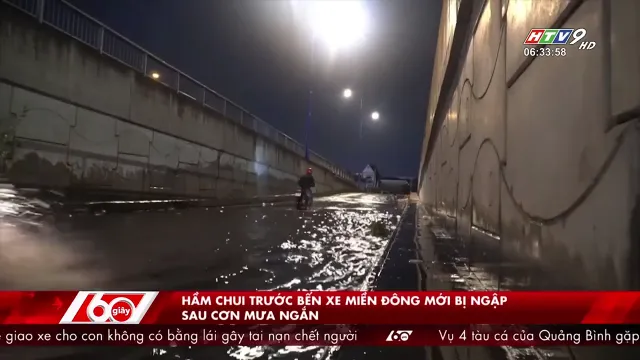 HTV9 HD
06:33:58
60 giây
HẦM CHUI TRƯỚC BẾN XE MIỀN ĐÔNG MỚI BỊ NGẬP
SAU CƠN MƯA NGẮN
giao xe cho con không có bằng lái gây tai nạn chết người 60 Vụ 4 tàu cá của Quảng Bình gặp